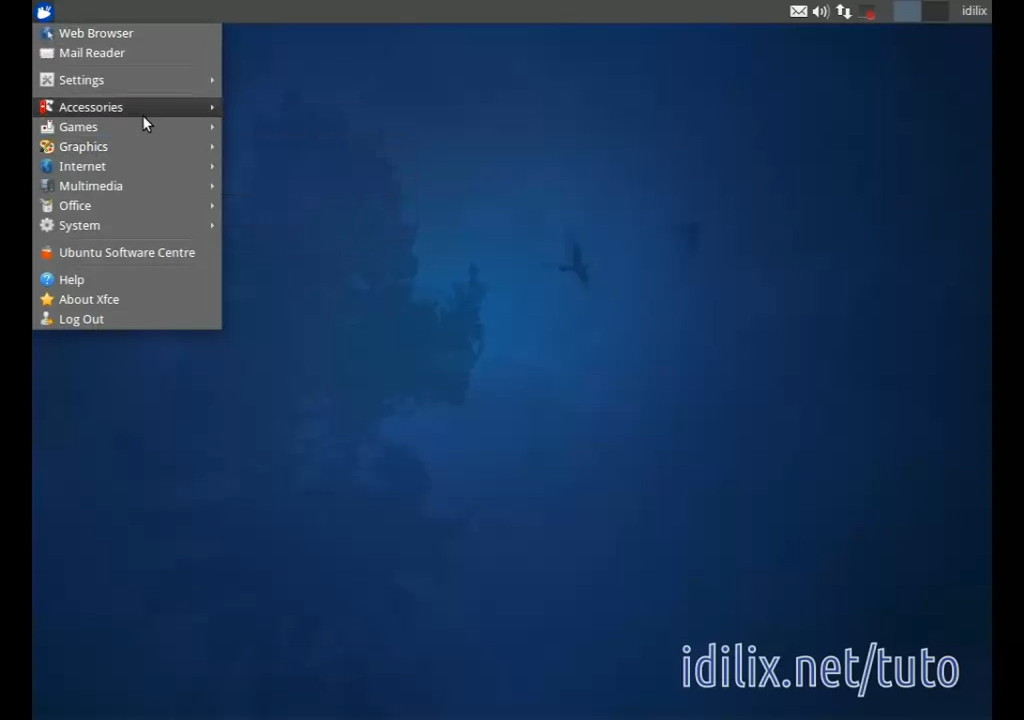 idilix
Web Browser
Mail Reader
Settings
Accessories
Games
Graphics
Internet
Multimedia
Office
System
Ubuntu Software Centre
Help
About Xfce
Log Out
idilix.net/tuto